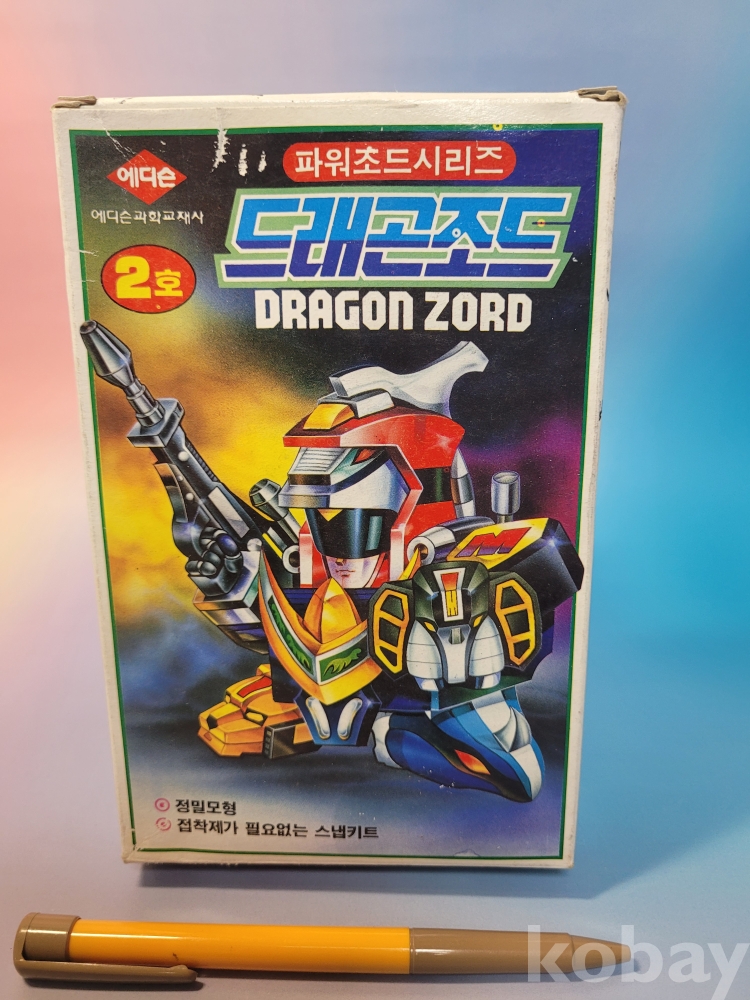 에디슨
에디슨과학교재사
파워초드시리즈
드래곤조드
2호
DRAGON ZORD
M
정밀모형
접착제가 필요없는 스냅키트
kobay